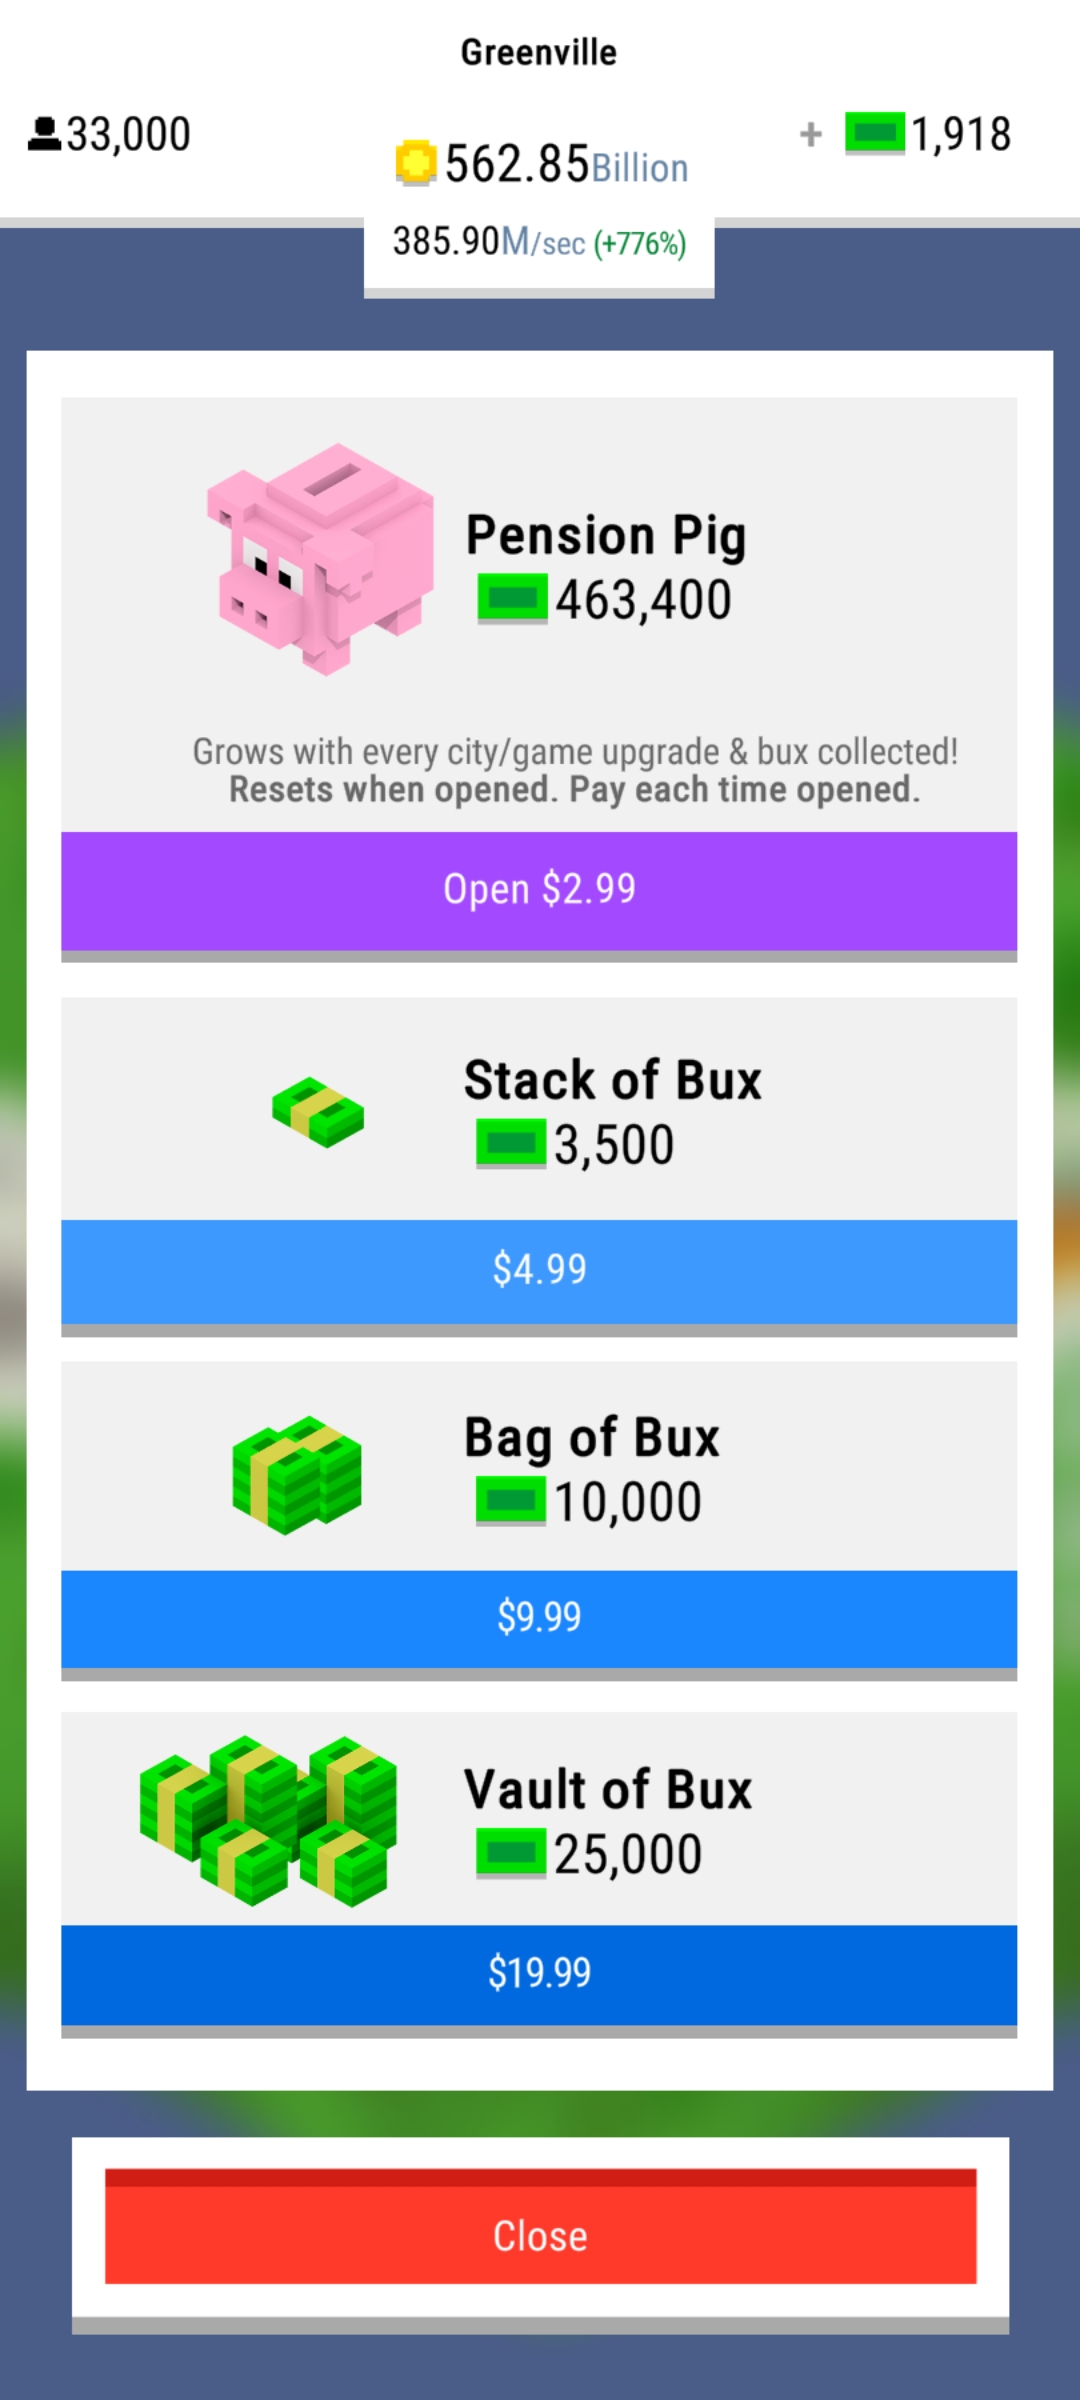 Greenville
33,000
562.85Billion
+ 1,918
385.90M/sec (+776%)
Pension Pig
463,400
Grows with every city/game upgrade & bux collected!
Resets when opened. Pay each time opened.
Open $2.99
Stack of Bux
3,500
$4.99
Bag of Bux
10,000
$9.99
Vault of Bux
25,000
$19.99
Close